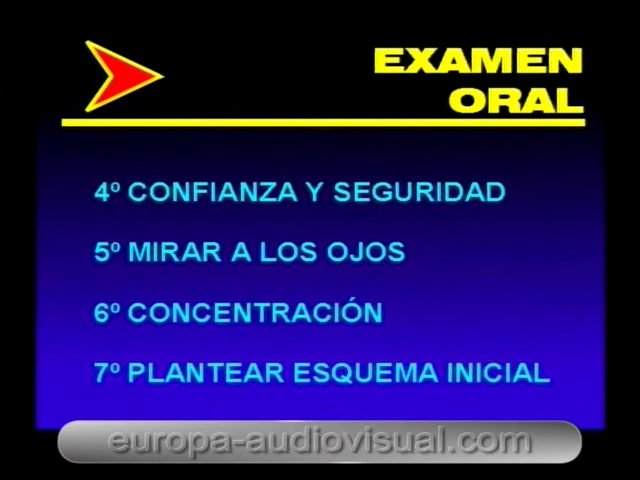 EXAMEN
ORAL
4º CONFIANZA Y SEGURIDAD
5º MIRAR A LOS OJOS
6º CONCENTRACIÓN
7º PLANTEAR ESQUEMA INICIAL
europa-audiovisual.com